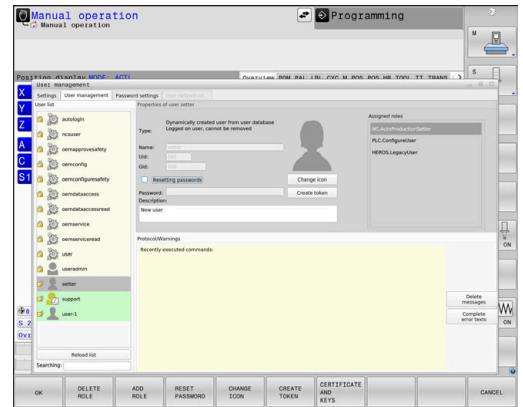 Manual operation
Manual operation
Programming
Position display MODE: ACTL
Overview PGM PAL LBL CYC M POS POS HR TOOL TT TRANS
X
Y
Z
A
C
S1
User management
Settings
User management
Password settings
User list
autologin
ncsuser
oemapprovesafety
oemconfig
oemconfiguresafety
oemdataaccess
oemdataaccessread
oemservice
oemserviceread
user
useradmin
setter
support
user-1
Reload list
Searching:
Properties of user setter
Type:
Dynamically created user from user database
Logged on user, cannot be removed
Name:
setter
Uid:
Gid:
Resetting passwords
Password:
Description:
New user
Change icon
Create token
Assigned roles
NC.AutoProductionSetter
PLC.ConfigureUser
HEROS.LegacyUser
Protocol/Warnings
Recently executed commands:
Delete
messages
Complete
error texts
M
S
ON
ON
OK
DELETE
ROLE
ADD
ROLE
RESET
PASSWORD
CHANGE
ICON
CREATE
TOKEN
CERTIFICATE
AND
KEYS
CANCEL